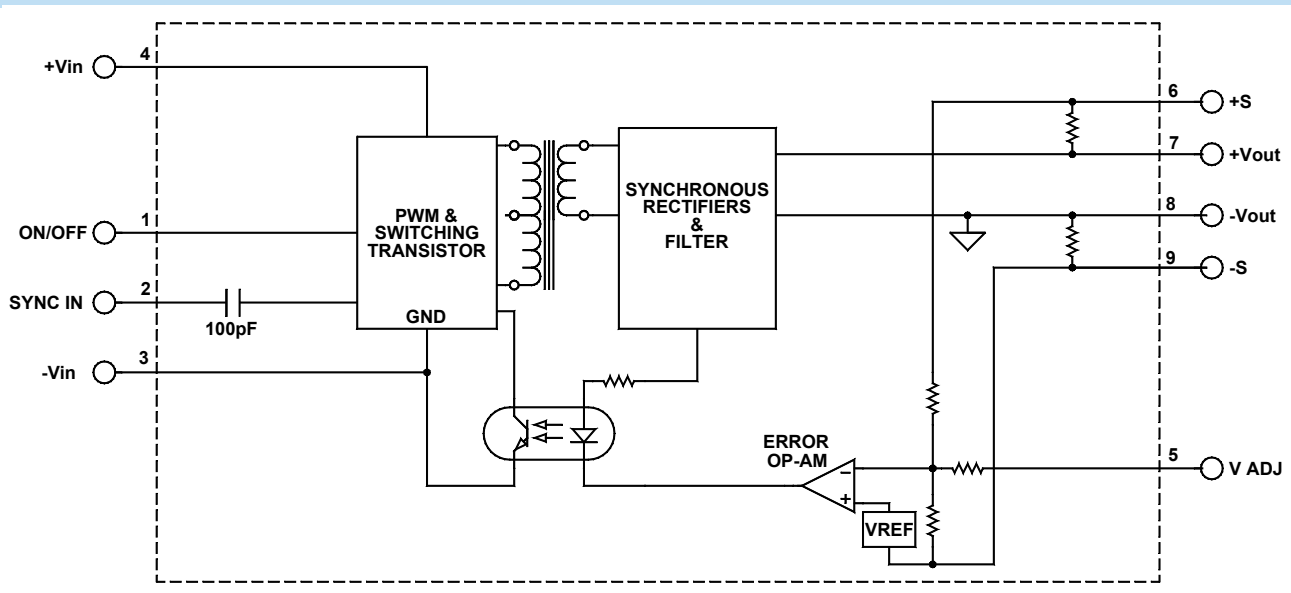 +Vin
4
ON/OFF
1
SYNC IN
2
100pF
-Vin
3
PWM &
SWITCHING
TRANSISTOR
GND
SYNCHRONOUS
RECTIFIERS
&
FILTER
6
+S
7
+Vout
8
-Vout
9
-S
ERROR
OP-AM
−
+
VREF
5
V ADJ